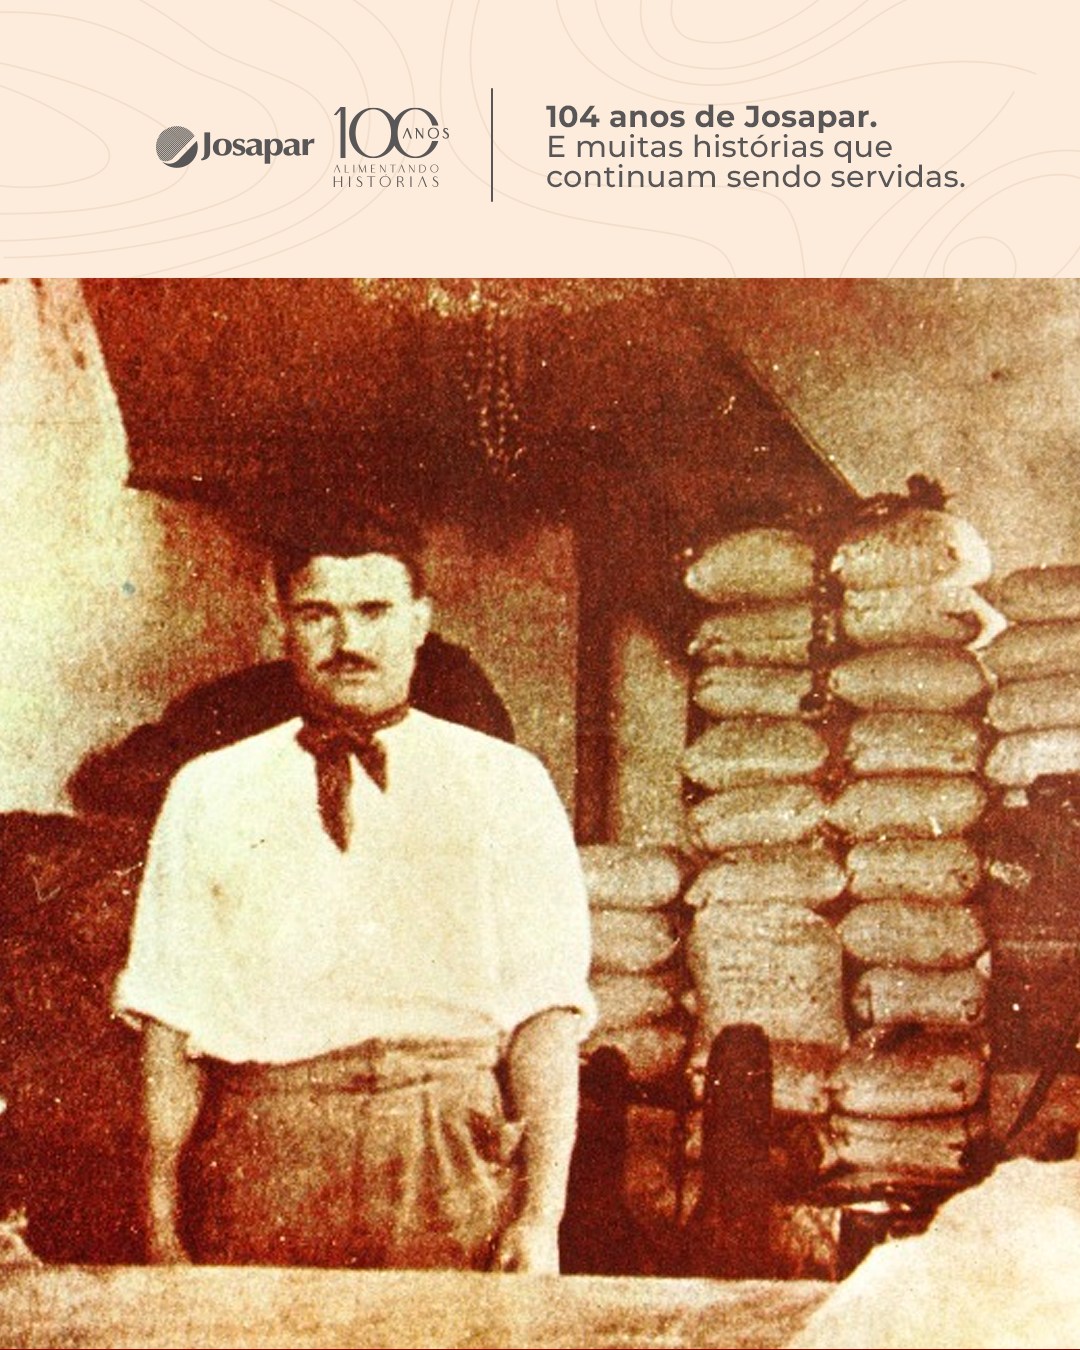 Josapar
100 ANOS
ALIMENTANDO
HISTÓRIAS
104 anos de Josapar.
E muitas histórias que
continuam sendo servidas.